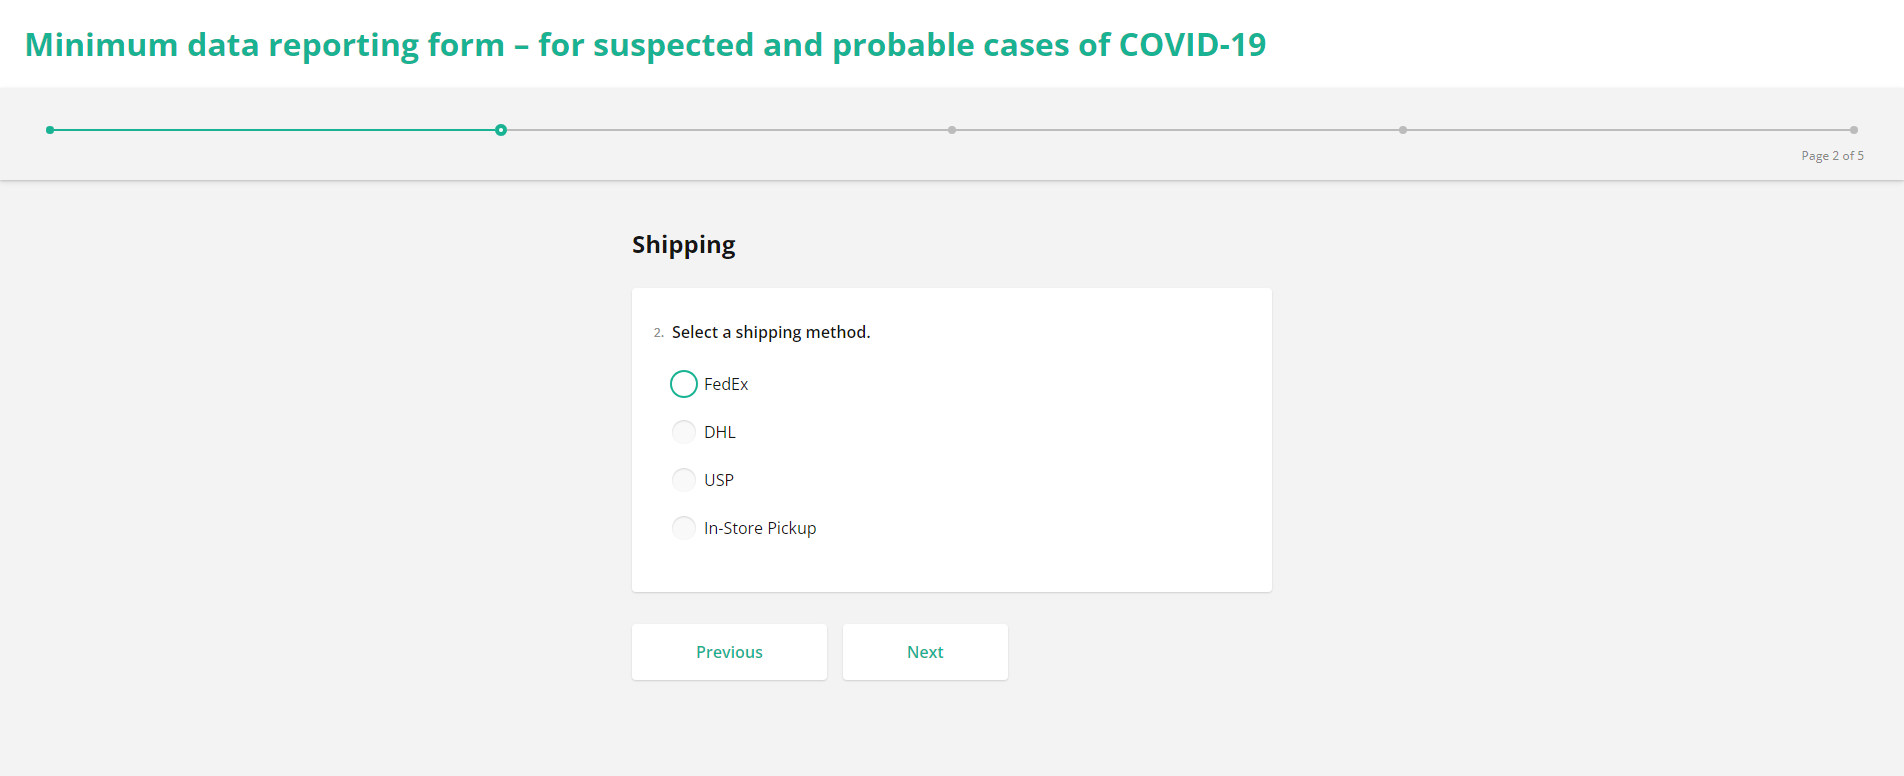 Minimum data reporting form – for suspected and probable cases of COVID-19
Page 2 of 5
Shipping
2. Select a shipping method.
FedEx
DHL
USP
In-Store Pickup
Previous
Next